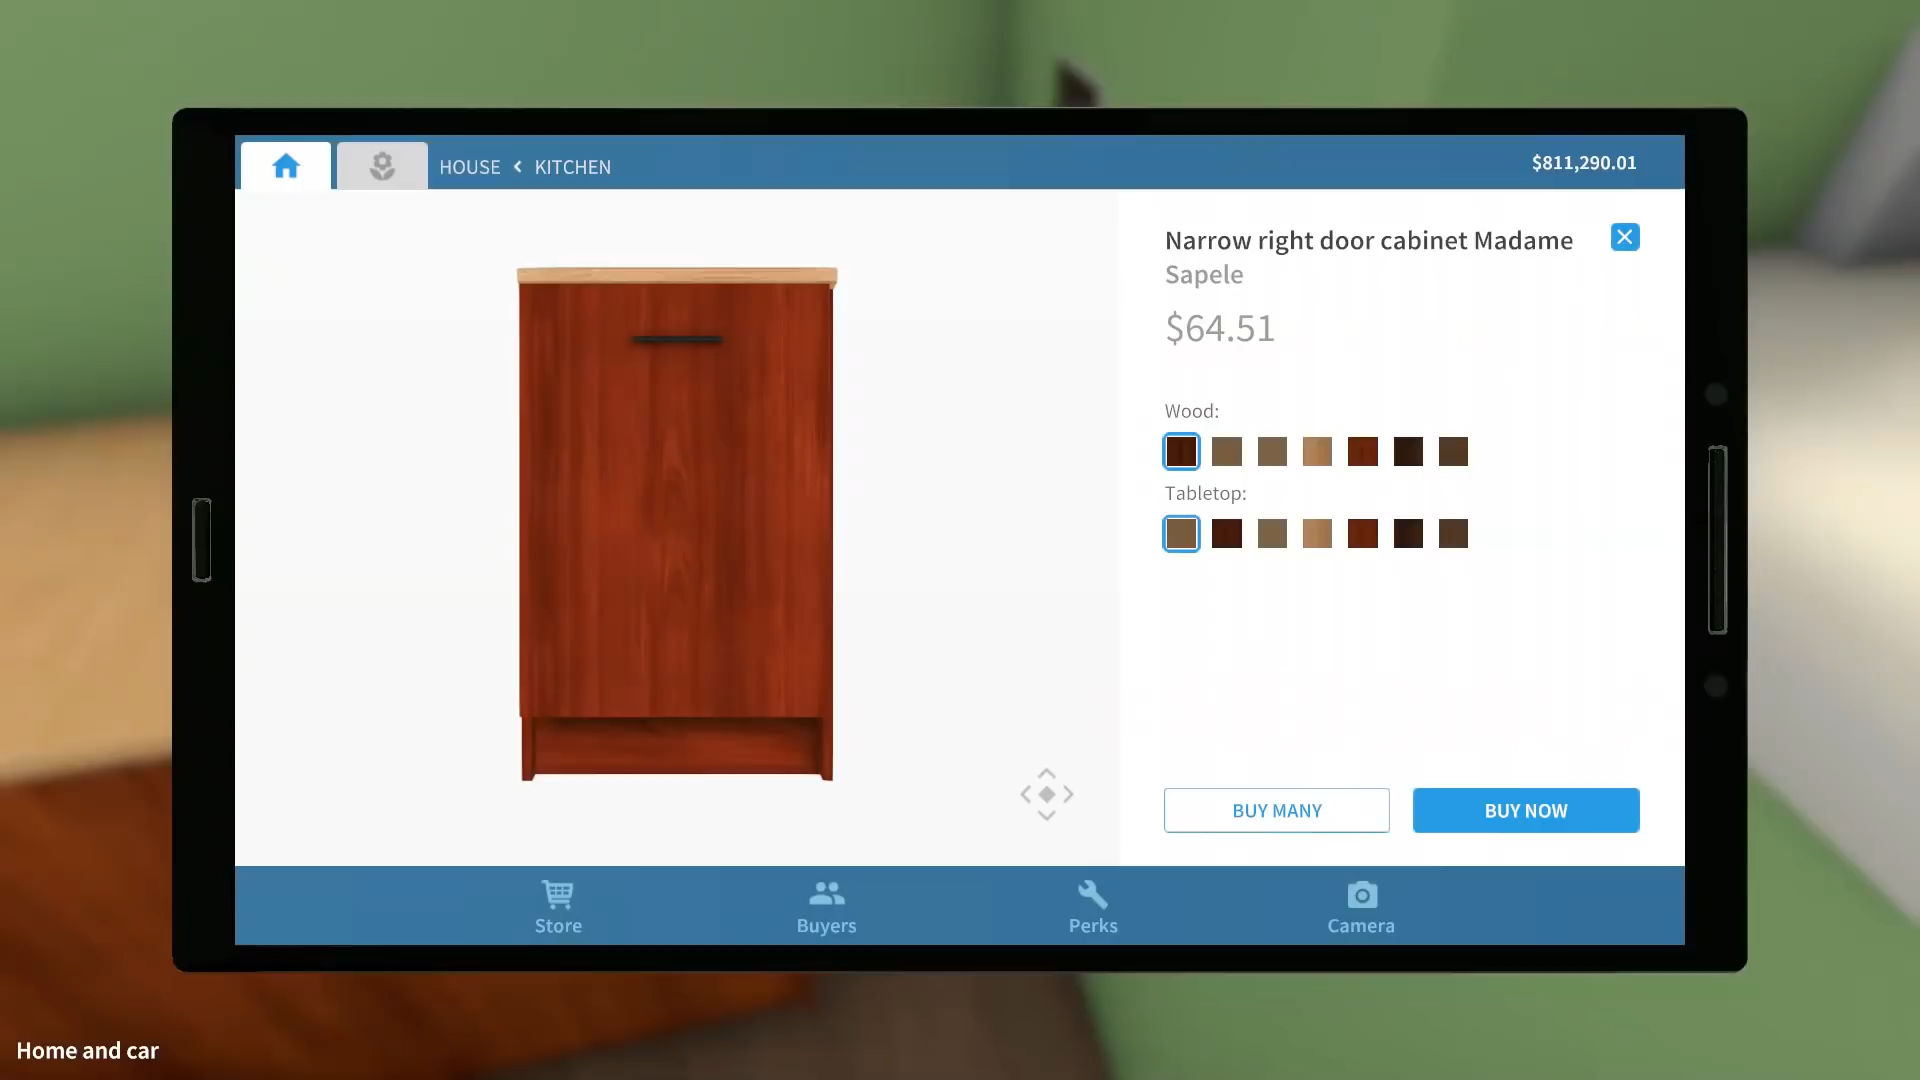 HOUSE < KITCHEN
$811,290.01
Narrow right door cabinet Madame
Sapele
$64.51
Wood:
Tabletop:
BUY MANY
BUY NOW
Store
Buyers
Perks
Camera
Home and car